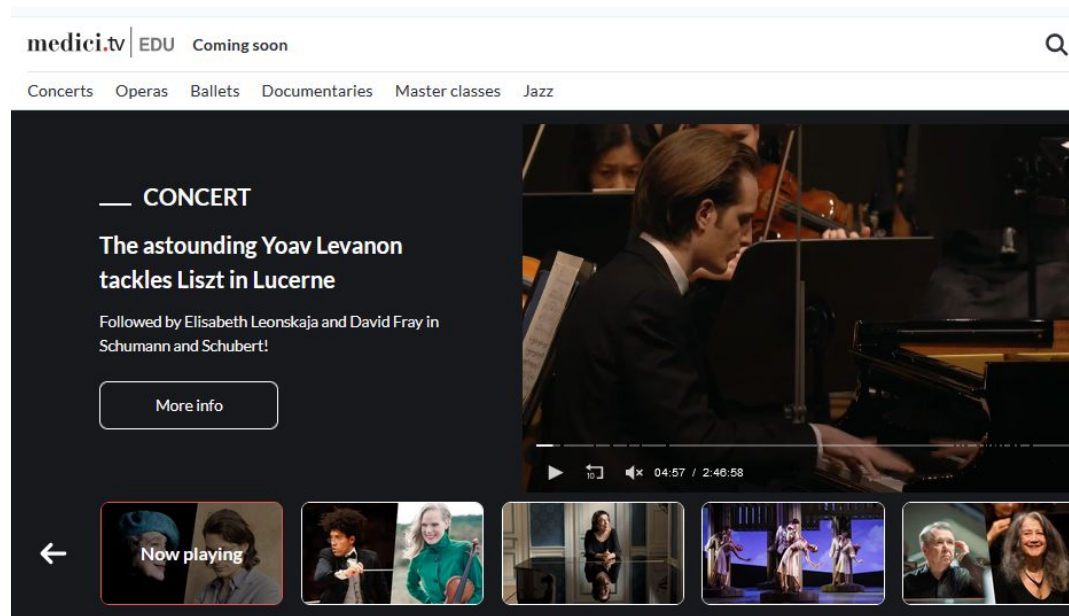 medici.tv EDU Coming soon
Concerts Operas Ballets Documentaries Master classes Jazz
CONCERT
The astounding Yoav Levanon
tackles Liszt in Lucerne
Followed by Elisabeth Leonskaja and David Fray in
Schumann and Schubert!
More info
10 04:57 / 2:46:58
Now playing